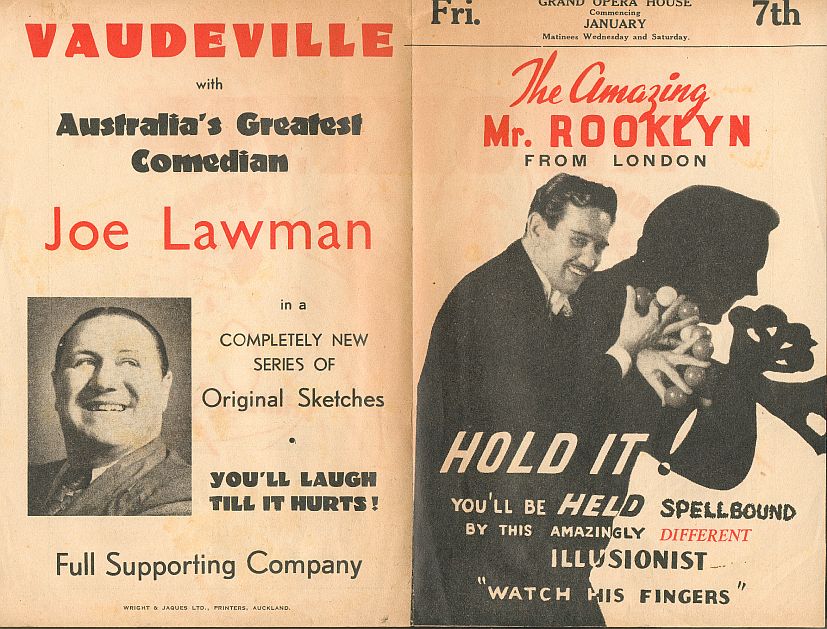 VAUDEVILLE
with
Australia's Greatest
Comedian
Joe Lawman
in a
COMPLETELY NEW
SERIES OF
Original Sketches
•
YOU'LL LAUGH
TILL IT HURTS!
Full Supporting Company
WRIGHT & JAQUES LTD., PRINTERS, AUCKLAND.
Fri.
GRAND OPERA HOUSE
Commencing
JANUARY
7th
Matinees Wednesday and Saturday.
The Amazing
Mr. ROOKLYN
FROM LONDON
HOLD IT!
YOU'LL BE HELD SPELLBOUND
BY THIS AMAZINGLY DIFFERENT
ILLUSIONIST
"WATCH HIS FINGERS"